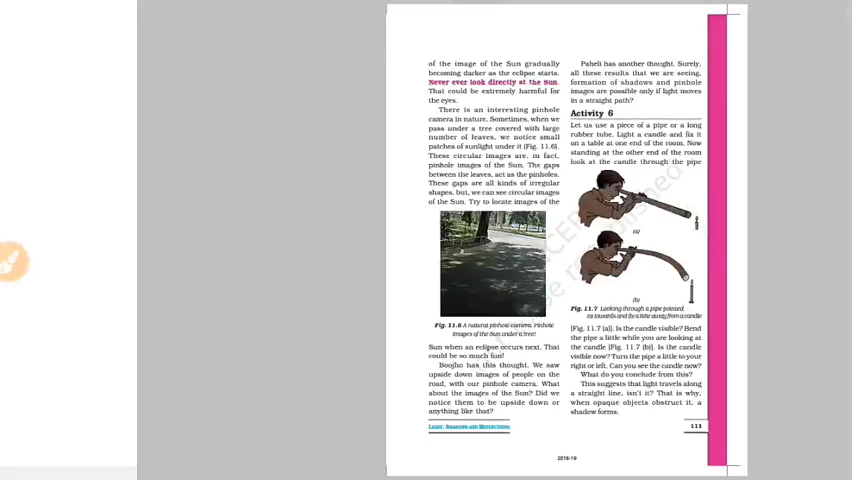 of the image of the Sun gradually
becoming darker as the eclipse starts.
Never ever look directly at the Sun.
That could be extremely harmful for
the eyes.
There is an interesting pinhole
camera in nature. Sometimes, when we
pass under a tree covered with large
number of leaves, we notice small
patches of sunlight under it (Fig. 11.6).
These circular images are, in fact,
pinhole images of the Sun. The gaps
between the leaves, act as the pinholes.
These gaps are all kinds of irregular
shapes, but, we can see circular images
of the Sun. Try to locate images of the
Fig. 11.6 A natural pinhole camera. Pinhole
images of the Sun under a tree!
Sun when an eclipse occurs next. That
could be so much fun!
Boojho has this thought. We saw
upside down images of people on the
road, with our pinhole camera. What
about the images of the Sun? Did we
notice them to be upside down or
anything like that?
Paheli has another thought. Surely,
all these results that we are seeing,
formation of shadows and pinhole
images are possible only if light moves
in a straight path?
Activity 6
Let us use a piece of a pipe or a long
rubber tube. Light a candle and fix it
on a table at one end of the room. Now
standing at the other end of the room
look at the candle through the pipe
(a)
(b)
Fig. 11.7 Looking through a pipe pointed
(a) towards and (b) a little away from a candle
[Fig. 11.7 (a)]. Is the candle visible? Bend
the pipe a little while you are looking at
the candle [Fig. 11.7 (b)]. Is the candle
visible now? Turn the pipe a little to your
right or left. Can you see the candle now?
What do you conclude from this?
This suggests that light travels along
a straight line, isn't it? That is why,
when opaque objects obstruct it, a
shadow forms.
Light, Shadows and Reflections
111
2018-19